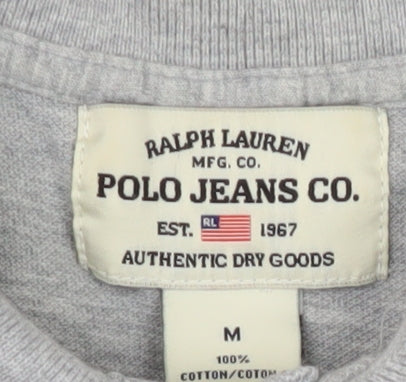 RALPH LAUREN
MFG. CO.
POLO JEANS CO.
EST. RL 1967
AUTHENTIC DRY GOODS
M
100%
COTTON/COTON